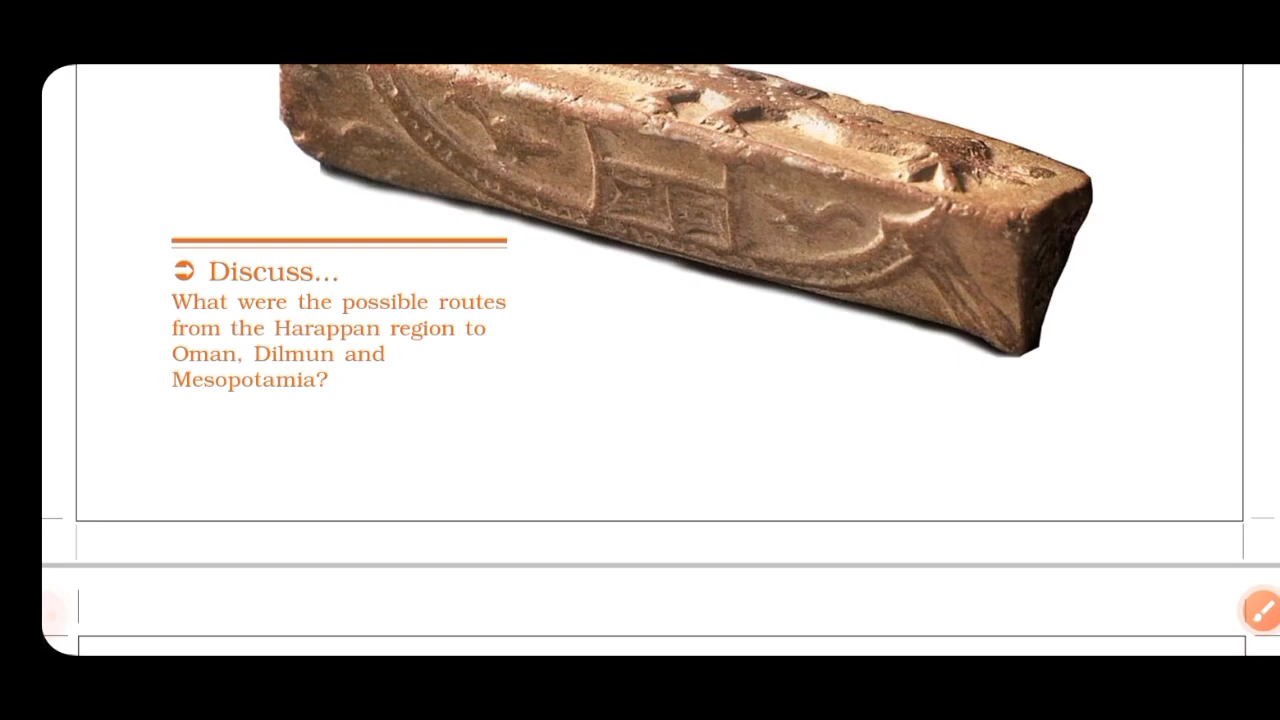 ➲ Discuss...
What were the possible routes
from the Harappan region to
Oman, Dilmun and
Mesopotamia?